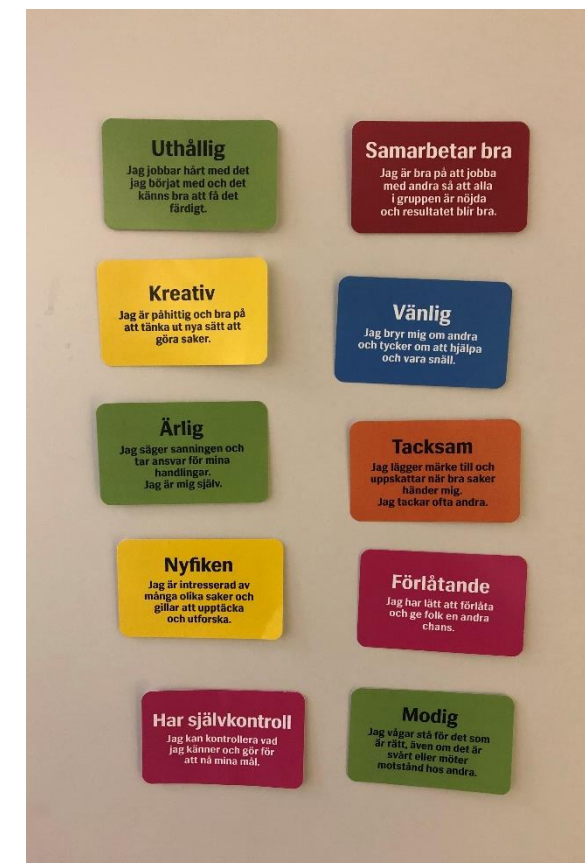 Uthållig
Jag jobbar hårt med det
jag börjat med och det
känns bra att få det
färdigt.
Samarbetar bra
Jag är bra på att jobba
med andra så att alla
i gruppen är nöjda
och resultatet blir bra.
Kreativ
Jag är påhittig och bra på
att tänka ut nya sätt att
göra saker.
Vänlig
Jag bryr mig om andra
och tycker om att hjälpa
och vara snäll.
Ärlig
Jag säger sanningen och
tar ansvar för mina
handlingar.
Jag är mig själv.
Tacksam
Jag lägger märke till och
uppskattar när bra saker
händer mig.
Jag tackar ofta andra.
Nyfiken
Jag är intresserad av
många olika saker och
gillar att upptäcka
och utforska.
Förlåtande
Jag har lätt att förlåta
och ge folk en andra
chans.
Har självkontroll
Jag kan kontrollera vad
jag känner och gör för
att nå mina mål.
Modig
Jag vågar stå för det som
är rätt, även om det är
svårt eller möter
motstånd hos andra.